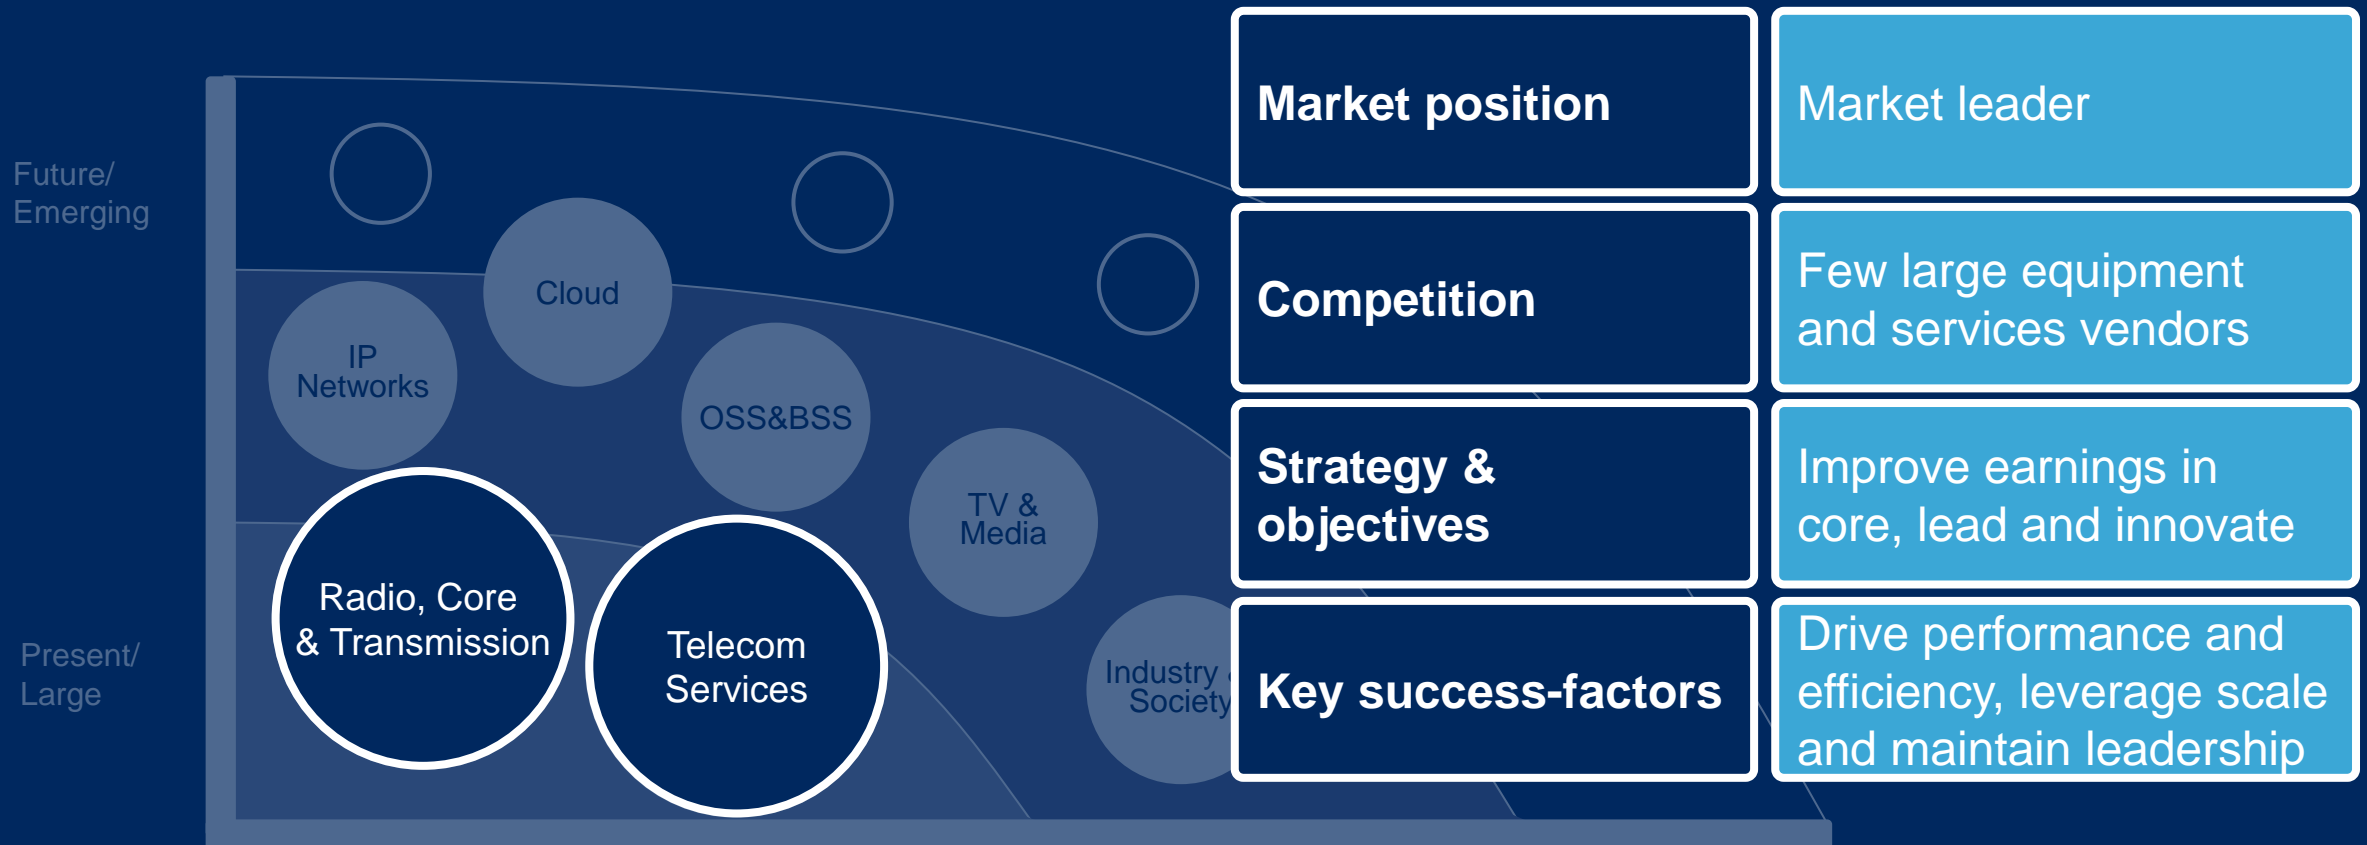 Future/
Emerging
Present/
Large
Cloud
IP
Networks
OSS&BSS
TV &
Media
Industry
Society
Radio, Core
& Transmission
Telecom
Services
Market position
Market leader
Competition
Few large equipment
and services vendors
Strategy &
objectives
Improve earnings in
core, lead and innovate
Key success-factors
Drive performance and
efficiency, leverage scale
and maintain leadership